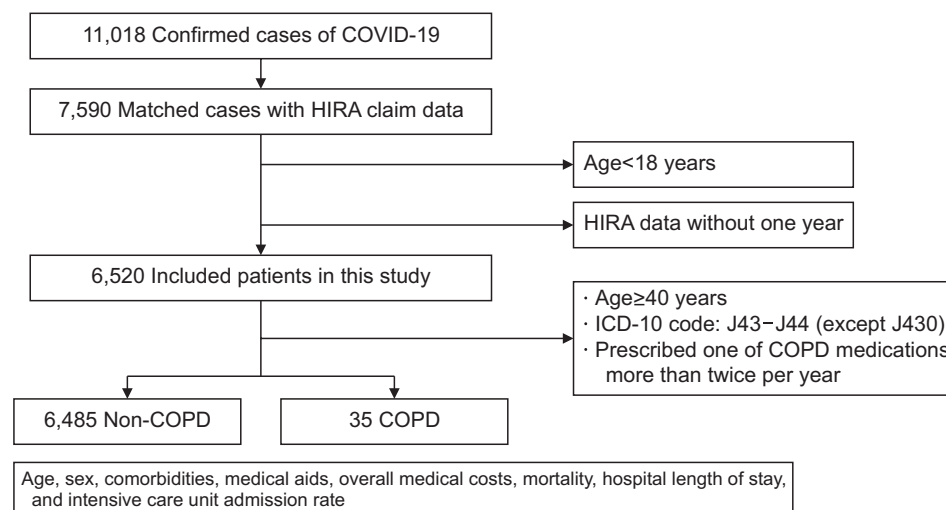 11,018 Confirmed cases of COVID-19
7,590 Matched cases with HIRA claim data
Age<18 years
HIRA data without one year
6,520 Included patients in this study
· Age≥40 years
· ICD-10 code: J43−J44 (except J430)
· Prescribed one of COPD medications
more than twice per year
6,485 Non-COPD
35 COPD
Age, sex, comorbidities, medical aids, overall medical costs, mortality, hospital length of stay,
and intensive care unit admission rate